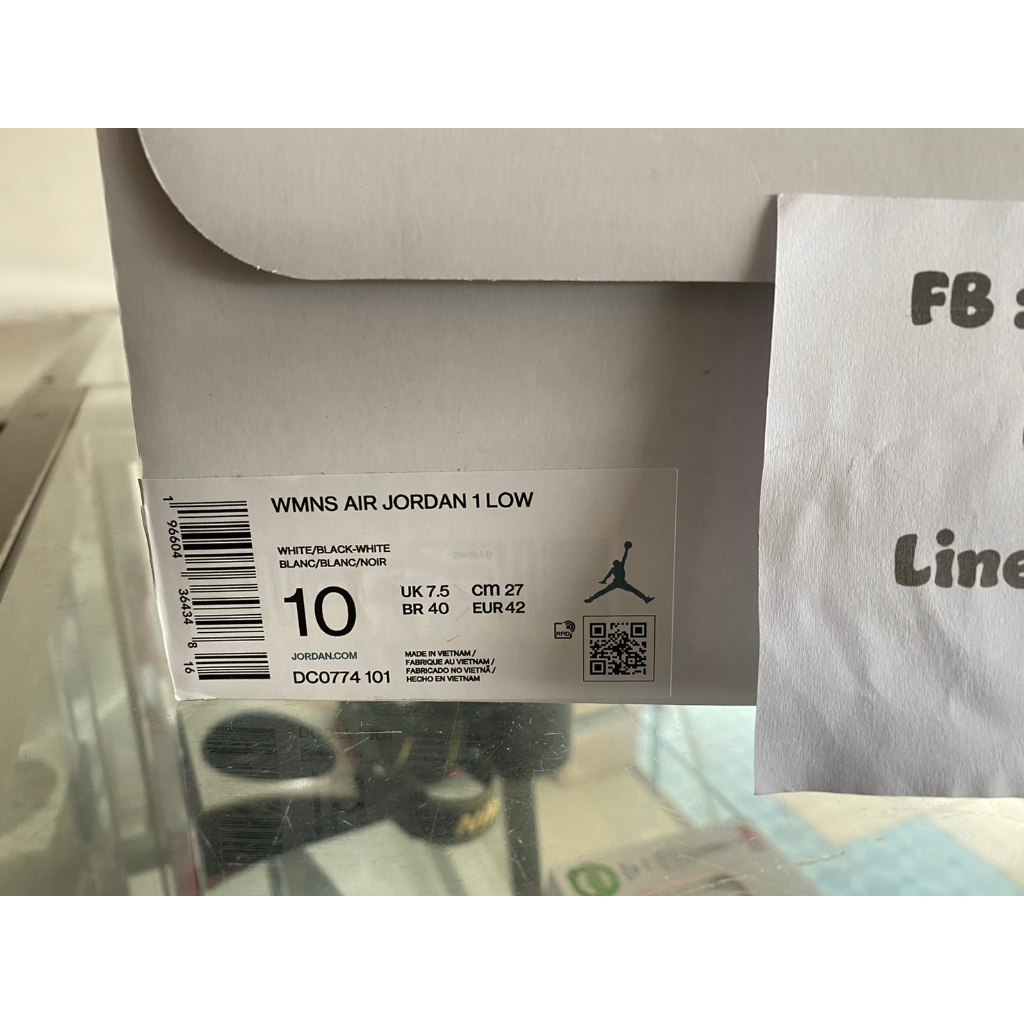 WMNS AIR JORDAN 1 LOW
WHITE/BLACK-WHITE
BLANC/BLANC/NOIR
10
UK 7.5 cm 27
BR 40 EUR 42
JORDAN.COM
DC0774 101
MADE IN VIETNAM /
FABRIQUE AU VIETNAM /
FABRICADO NO VIETNÃ /
HECHO EN VIETNAM
RFID
1 96604 36434 8 16
FB :
Line